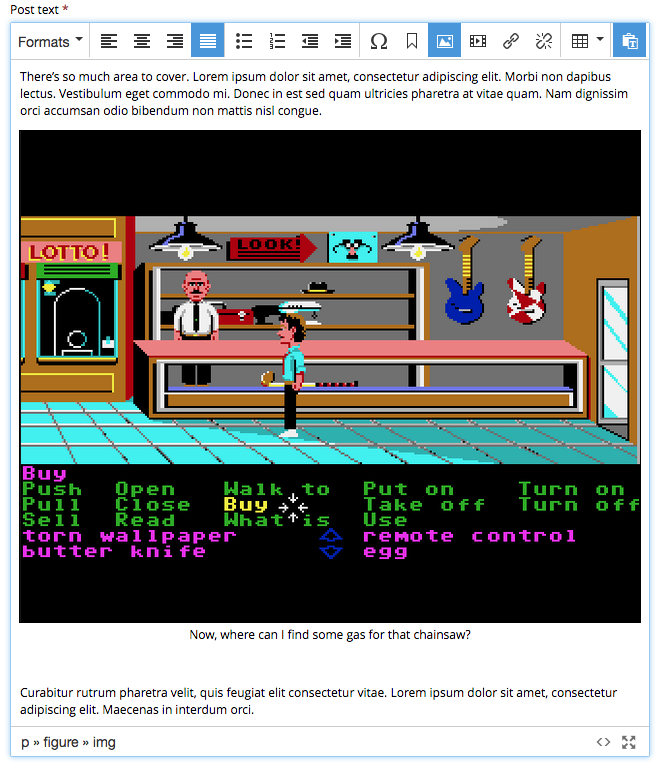 Post text *
Formats
There's so much area to cover. Lorem ipsum dolor sit amet, consectetur adipiscing elit. Morbi non dapibus
lectus. Vestibulum eget commodo mi. Donec in est sed quam ultricies pharetra at vitae quam. Nam dignissim
orci accumsan odio bibendum non mattis nisl congue.
LOTTO!
LOOK!
Buy
Push Open Walk to Put on Turn on
Pull Close Buy Take off Turn off
Sell Read What is Use
torn wallpaper remote control
butter knife egg
Now, where can I find some gas for that chainsaw?
Curabitur rutrum pharetra velit, quis feugiat elit consectetur vitae. Lorem ipsum dolor sit amet, consectetur
adipiscing elit. Maecenas in interdum orci.
p » figure » img